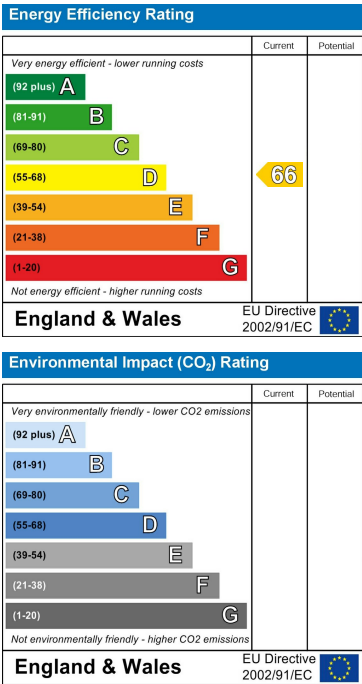 Energy Efficiency Rating
Current Potential
Very energy efficient - lower running costs
(92 plus) A
(81-91) B
(69-80) C
(55-68) D
66
(39-54) E
(21-38) F
(1-20) G
Not energy efficient - higher running costs
England & Wales
EU Directive
2002/91/EC
Environmental Impact (CO₂) Rating
Current Potential
Very environmentally friendly - lower CO2 emissions
(92 plus) A
(81-91) B
(69-80) C
(55-68) D
(39-54) E
(21-38) F
(1-20) G
Not environmentally friendly - higher CO2 emissions
England & Wales
EU Directive
2002/91/EC